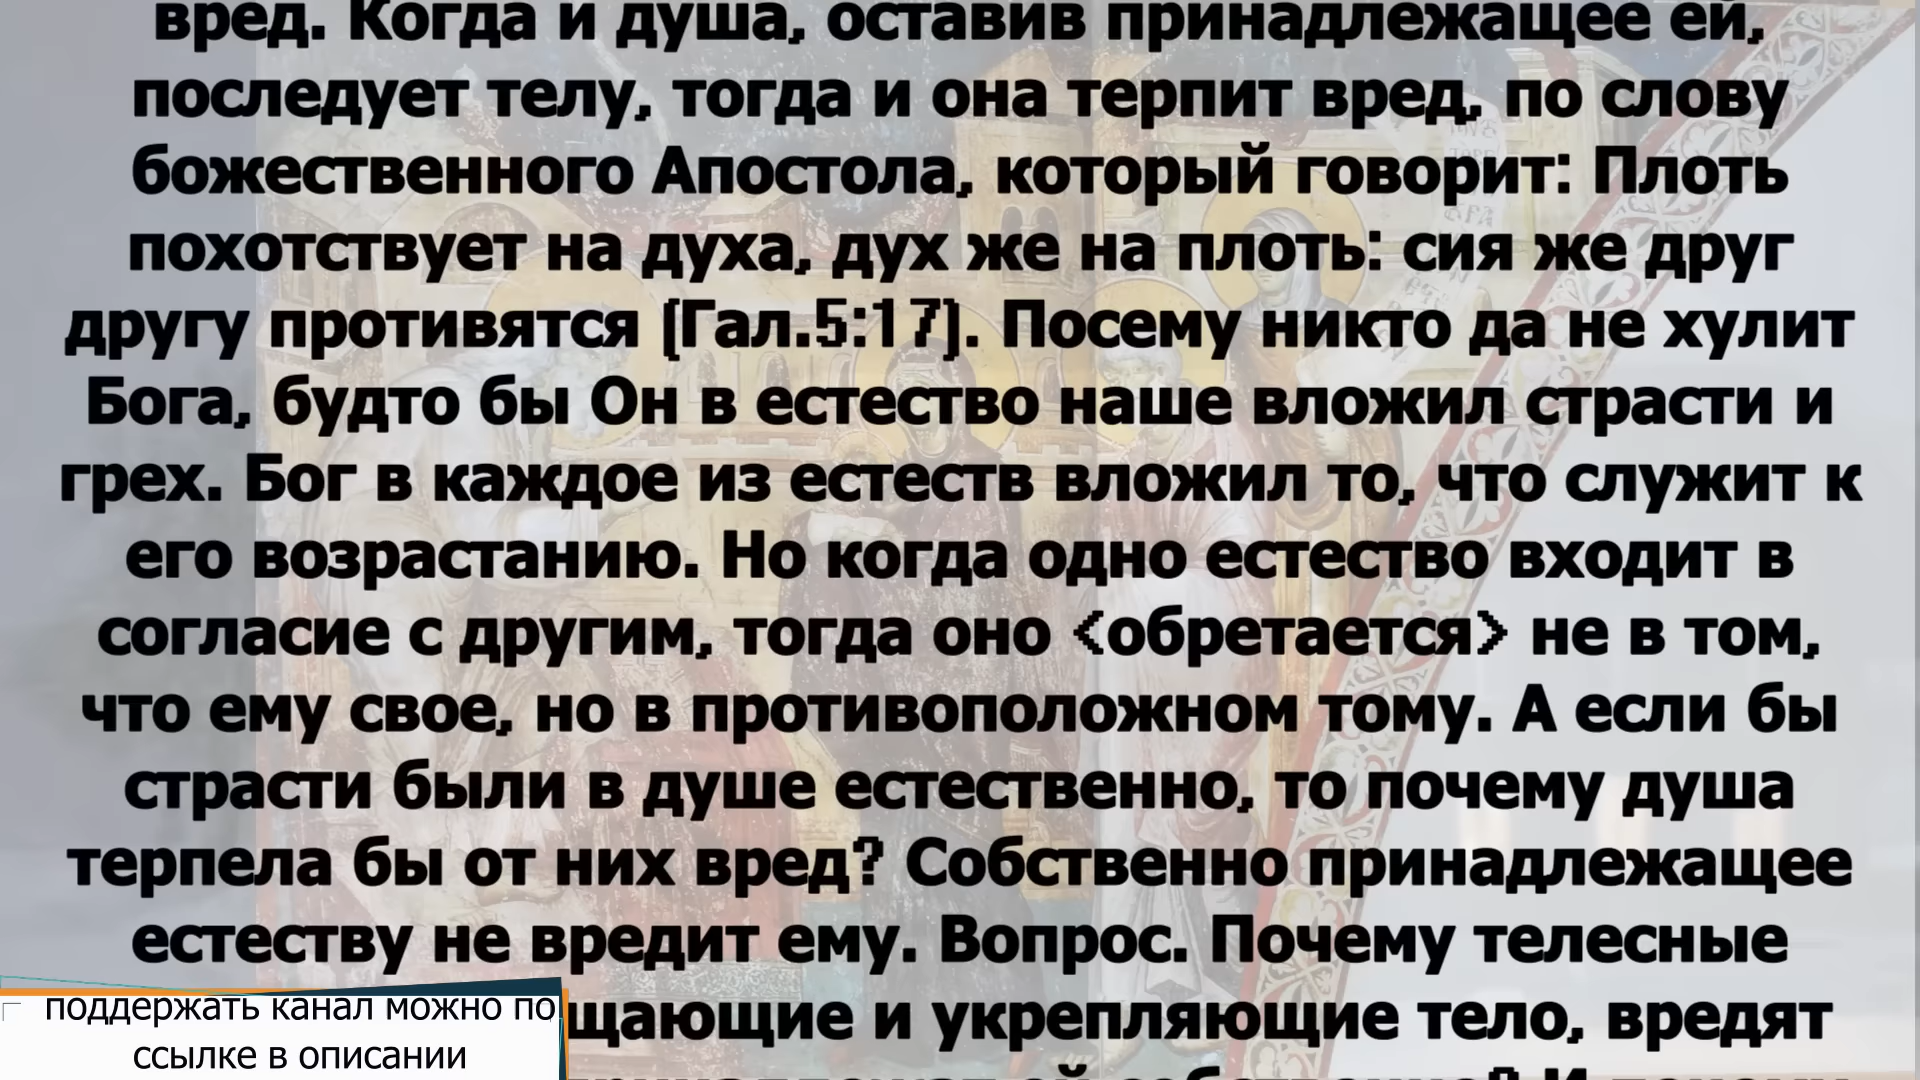 вред. Когда и душа, оставив принадлежащее ей,
последует телу, тогда и она терпит вред, по слову
божественного Апостола, который говорит: Плоть
похотствует на духа, дух же на плоть: сия же друг
другу противятся [Гал.5:17]. Посему никто да не хулит
Бога, будто бы Он в естество наше вложил страсти и
грех. Бог в каждое из естеств вложил то, что служит к
его возрастанию. Но когда одно естество входит в
согласие с другим, тогда оно <обретается> не в том,
что ему свое, но в противоположном тому. А если бы
страсти были в душе естественно, то почему душа
терпела бы от них вред? Собственно принадлежащее
естеству не вредит ему. Вопрос. Почему телесные
щающие и укрепляющие тело, вредят
поддержать канал можно по
ссылке в описании